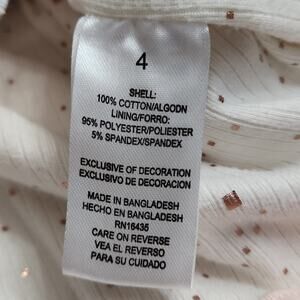 4
SHELL:
100% COTTON/ALGODN
LINING/FORRO:
95% POLYESTER/POLIESTER
5% SPANDEX/SPANDEX
EXCLUSIVE OF DECORATION
EXCLUSIVO DE DECORACION
MADE IN BANGLADESH
HECHO EN BANGLADESH
RN16435
CARE ON REVERSE
VEA EL REVERSO
PARA SU CUIDADO